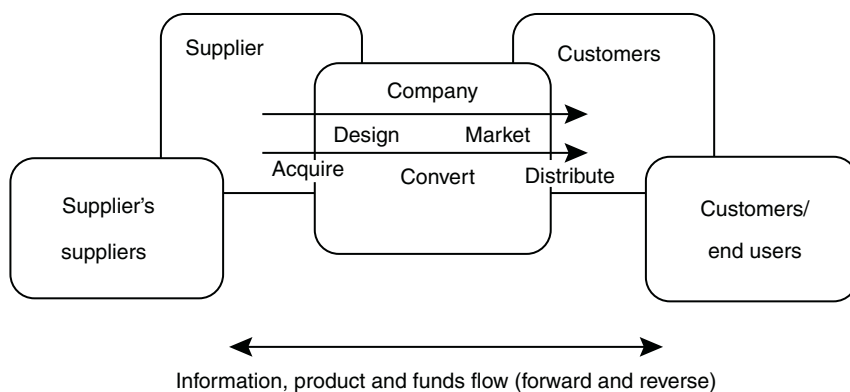 Supplier
Customers
Company
Design
Market
Acquire
Convert
Distribute
Supplier's
suppliers
Customers/
end users
Information, product and funds flow (forward and reverse)